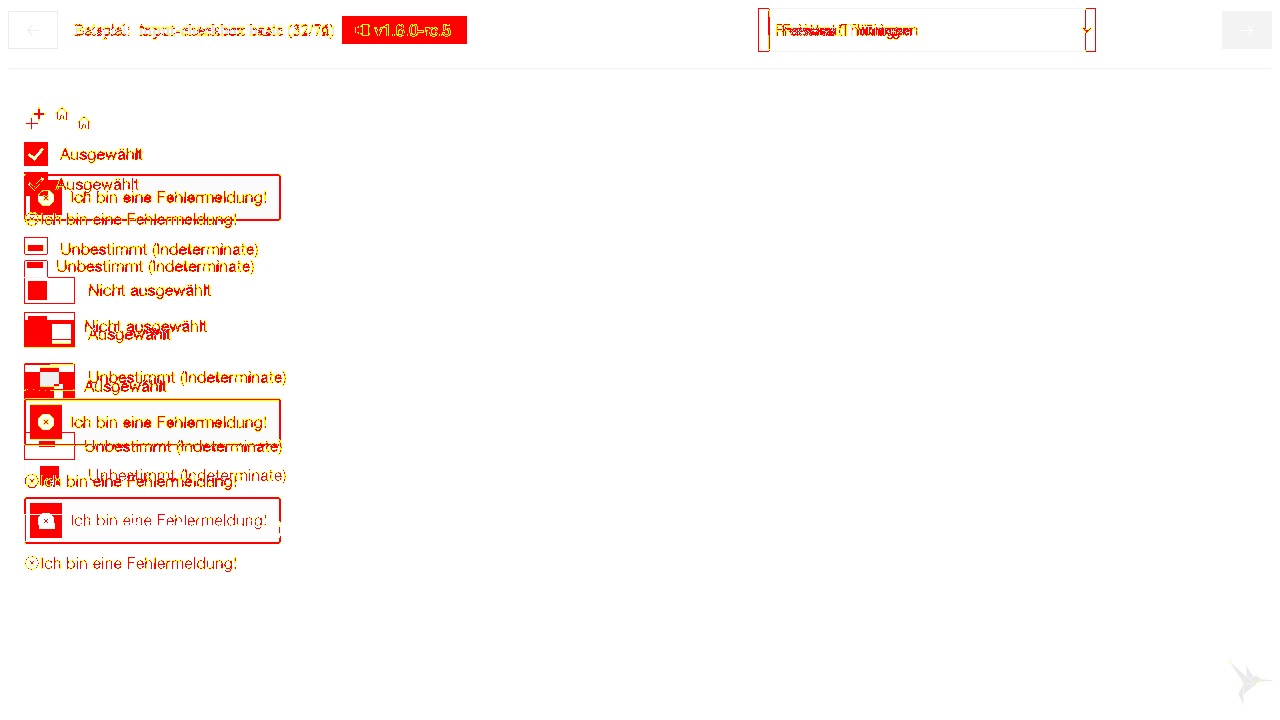 Beispiel: input-checkbox basic
v1.6.0-rc.5
Ausgewählt
Ausgewählt
Ich bin eine Fehlermeldung!
Ich bin eine Fehlermeldung!
Unbestimmt (Indeterminate)
Unbestimmt (Indeterminate)
Nicht ausgewählt
Nicht ausgewählt
Ausgewählt
Unbestimmt (Indeterminate)
Ausgewählt
Ich bin eine Fehlermeldung!
Unbestimmt (Indeterminate)
Unbestimmt (Indeterminate)
Ich bin eine Fehlermeldung!
Ich bin eine Fehlermeldung!
Ich bin eine Fehlermeldung!